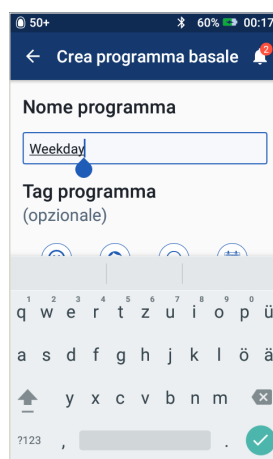 50+ 60% 00:17
Crea programma basale 2
Nome programma
Weekday
Tag programma
(opzionale)
1 2 3 4 5 6 7 8 9 0
q w e r t z u i o p ü
a s d f g h j k l ö ä
y x c v b n m
?123 , .